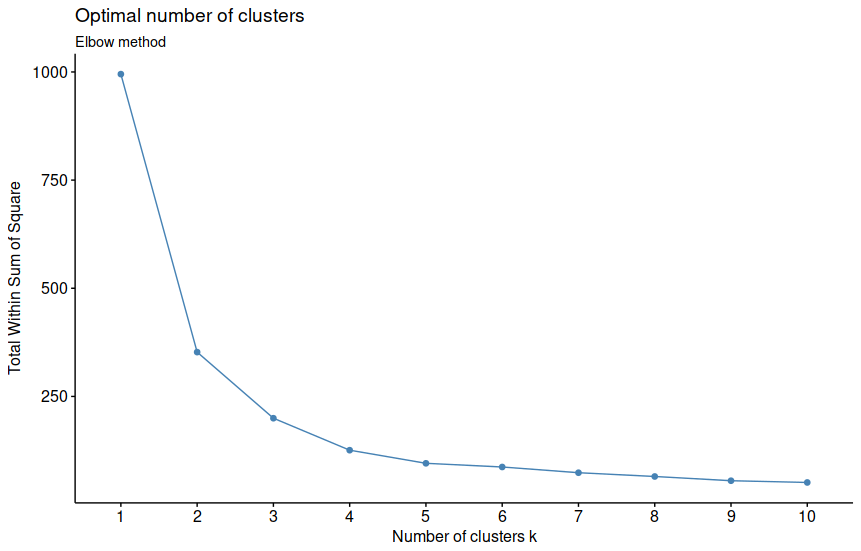 Optimal number of clusters
Elbow method
Total Within Sum of Square
1000
750
500
250
1 2 3 4 5 6 7 8 9 10
Number of clusters k